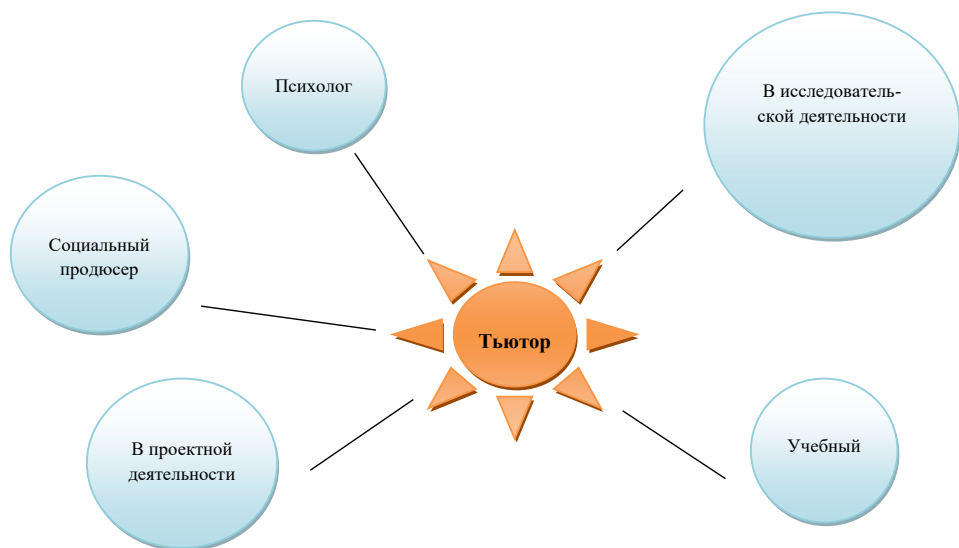 Психолог
В исследователь-
ской деятельности
Социальный
продюсер
Тьютор
В проектной
деятельности
Учебный